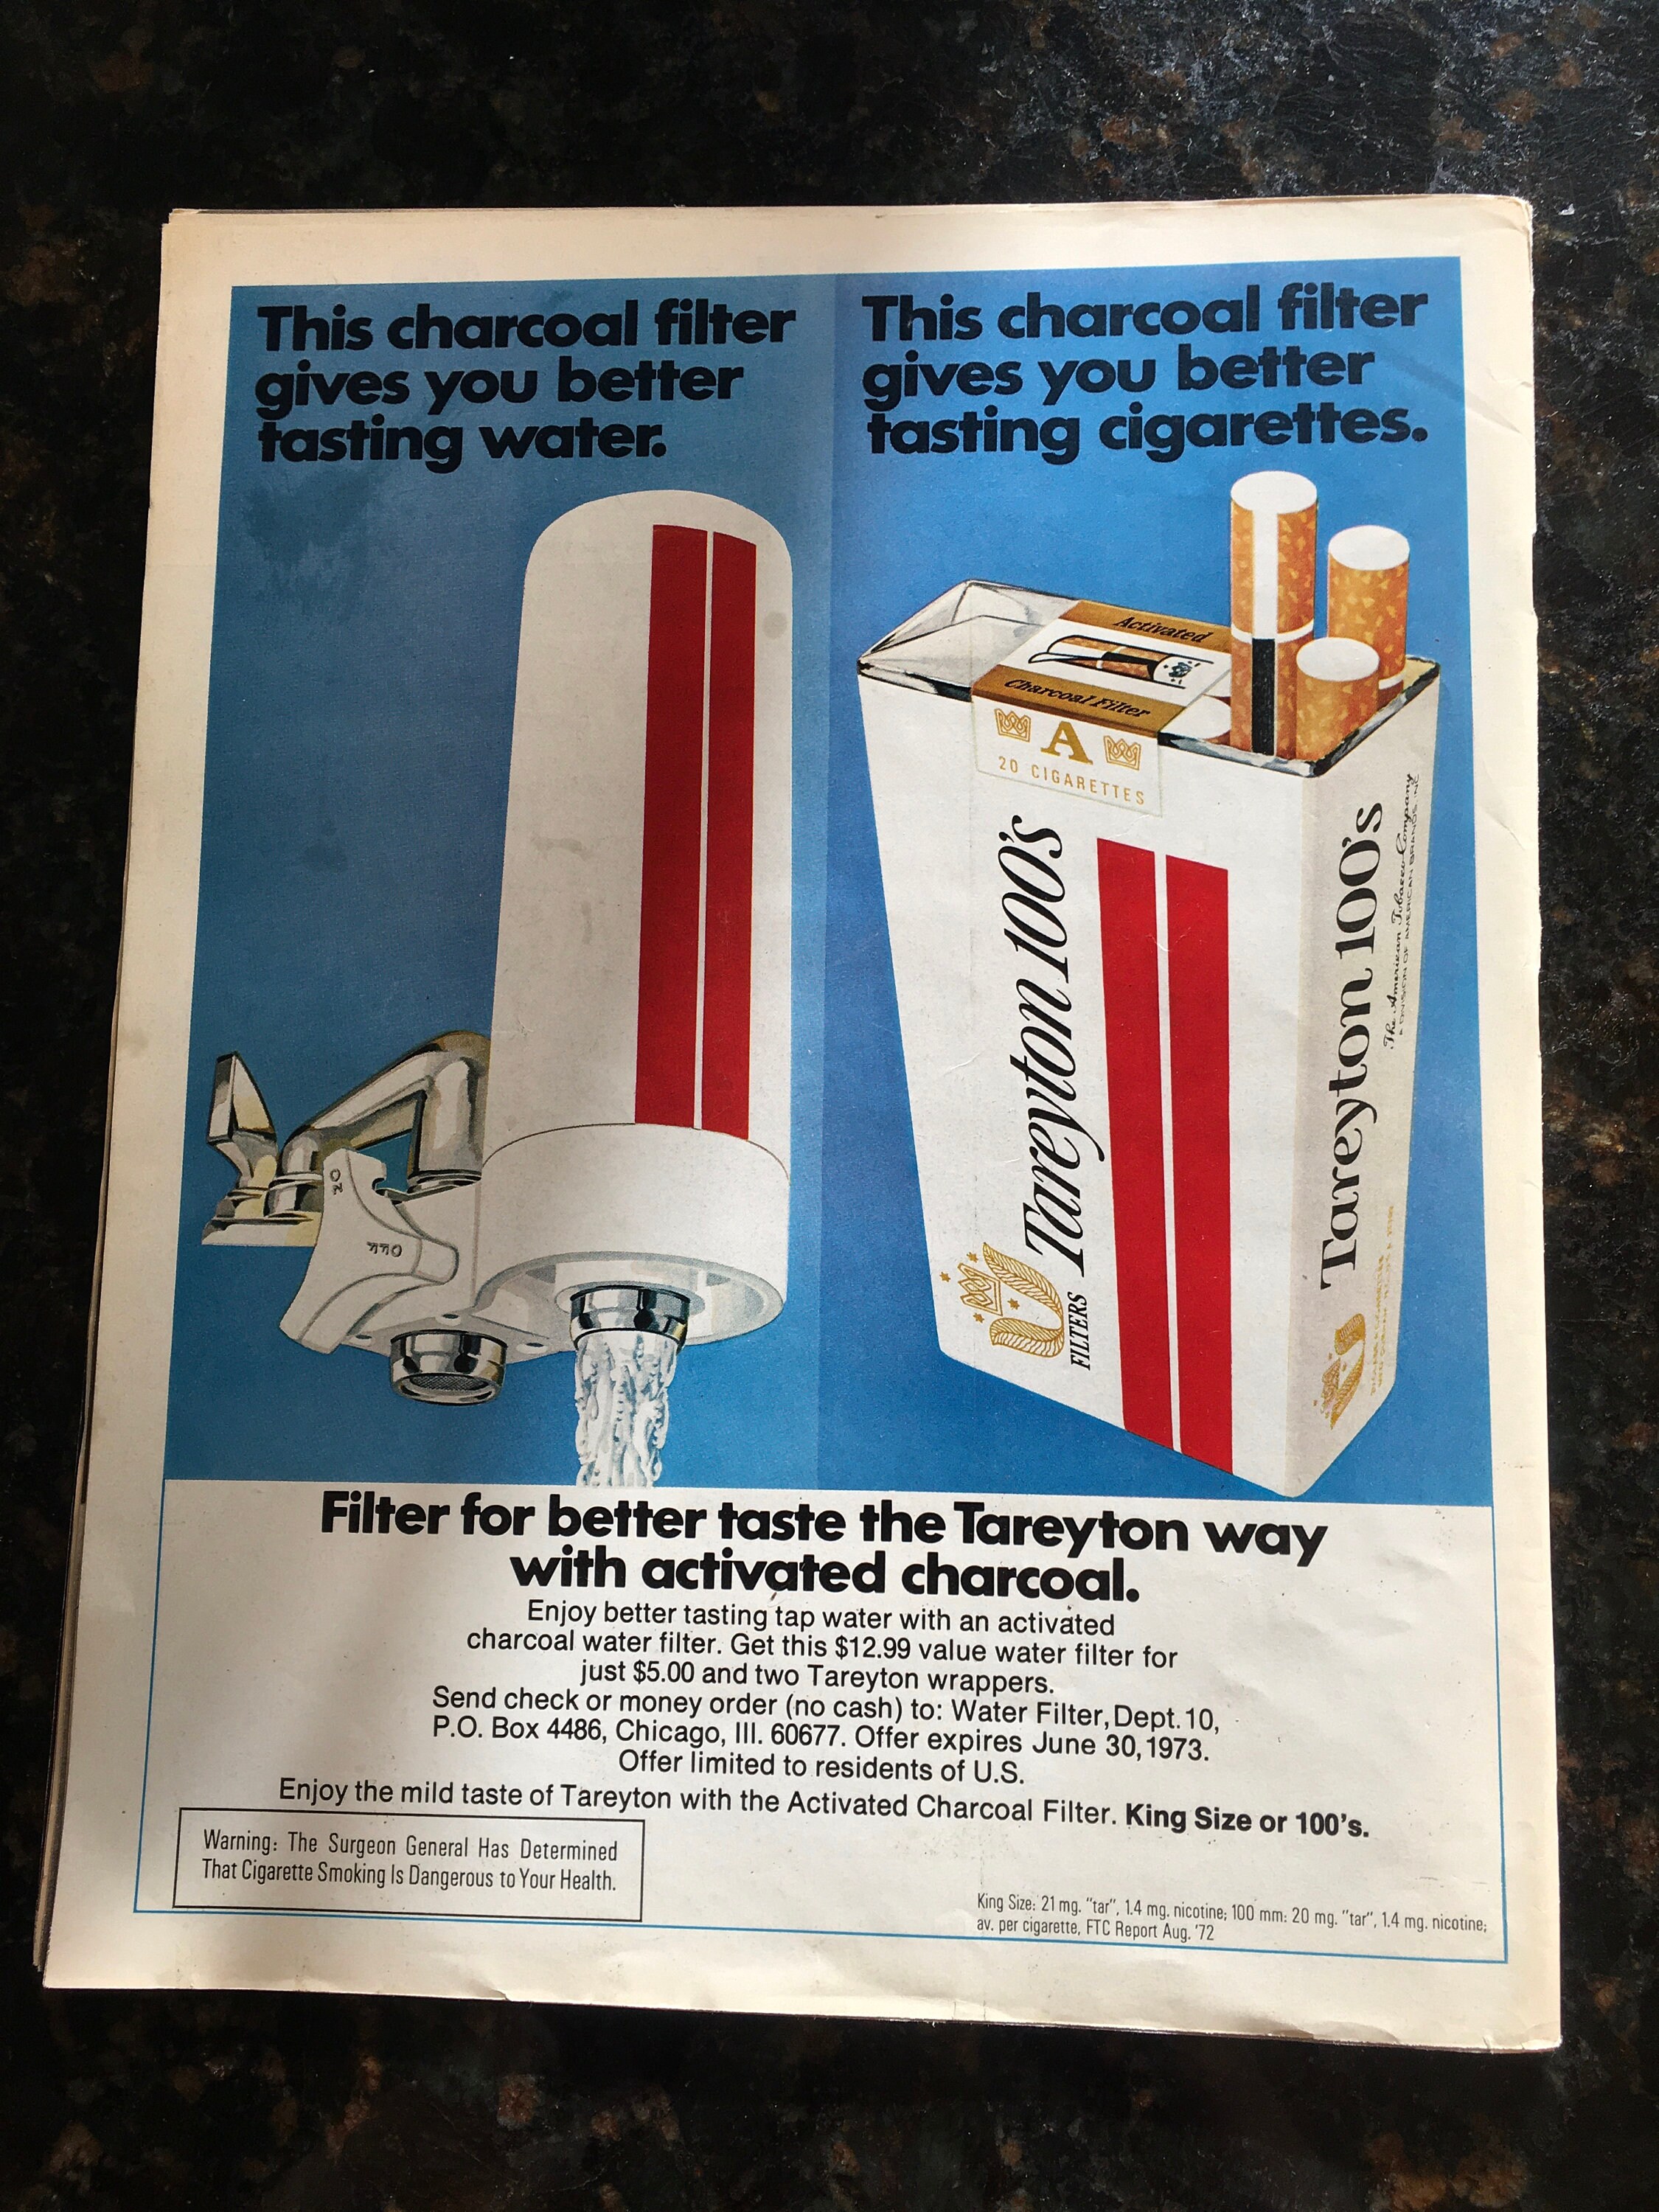 This charcoal filter
gives you better
tasting water.
This charcoal filter
gives you better
tasting cigarettes.
Activated
Charcoal Filter
A
20 CIGARETTES
Tareyton 100's
FILTERS
Tareyton 100's
The American Tobacco Company
A DIVISION OF AMERICAN BRANDS, INC.
ON
OFF
Filter for better taste the Tareyton way
with activated charcoal.
Enjoy better tasting tap water with an activated
charcoal water filter. Get this $12.99 value water filter for
just $5.00 and two Tareyton wrappers.
Send check or money order (no cash) to: Water Filter, Dept. 10,
P.O. Box 4486, Chicago, Ill. 60677. Offer expires June 30, 1973.
Offer limited to residents of U.S.
Enjoy the mild taste of Tareyton with the Activated Charcoal Filter. King Size or 100's.
Warning: The Surgeon General Has Determined
That Cigarette Smoking Is Dangerous to Your Health.
King Size: 21 mg. "tar", 1.4 mg. nicotine; 100 mm: 20 mg. "tar", 1.4 mg. nicotine;
av. per cigarette, FTC Report Aug. '72